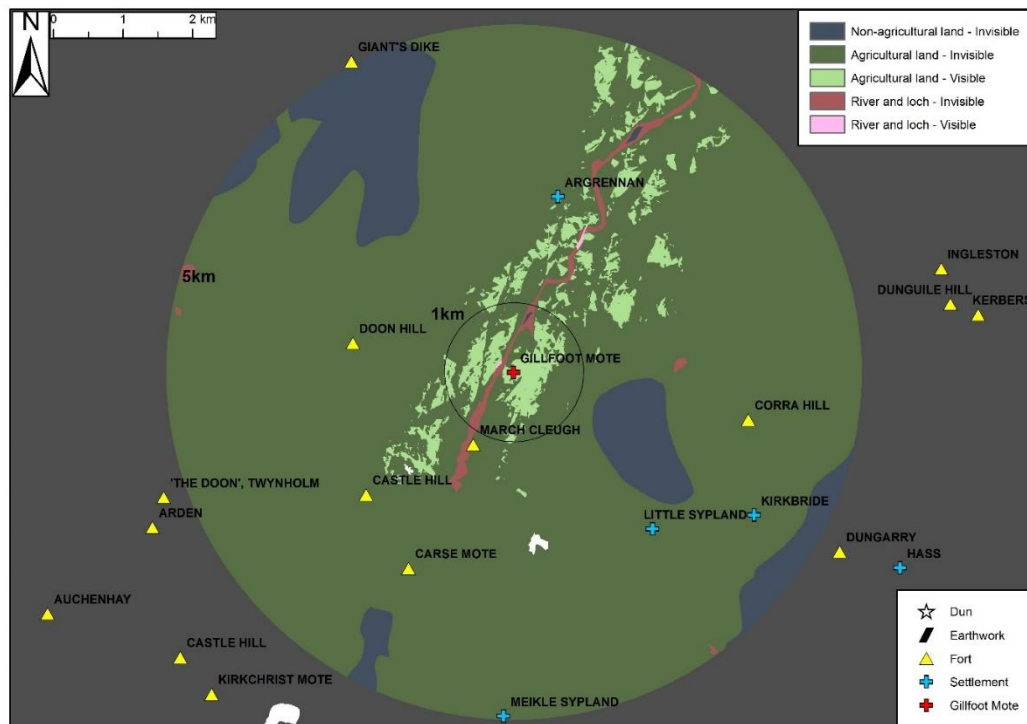 N
0 1 2 km
Non-agricultural land - Invisible
Agricultural land - Invisible
Agricultural land - Visible
River and loch - Invisible
River and loch - Visible
GIANT'S DIKE
ARGRENNAN
INGLESTON
5km
DUNGUILE HILL
KERBERS
1km
DOON HILL
GILLFOOT MOTE
CORRA HILL
MARCH CLEUGH
'THE DOON', TWYNHOLM
CASTLE HILL
KIRKBRIDE
ARDEN
LITTLE SYPLAND
DUNGARRY
CARSE MOTE
HASS
AUCHENHAY
CASTLE HILL
KIRKCHRIST MOTE
MEIKLE SYPLAND
Dun
Earthwork
Fort
Settlement
Gillfoot Mote